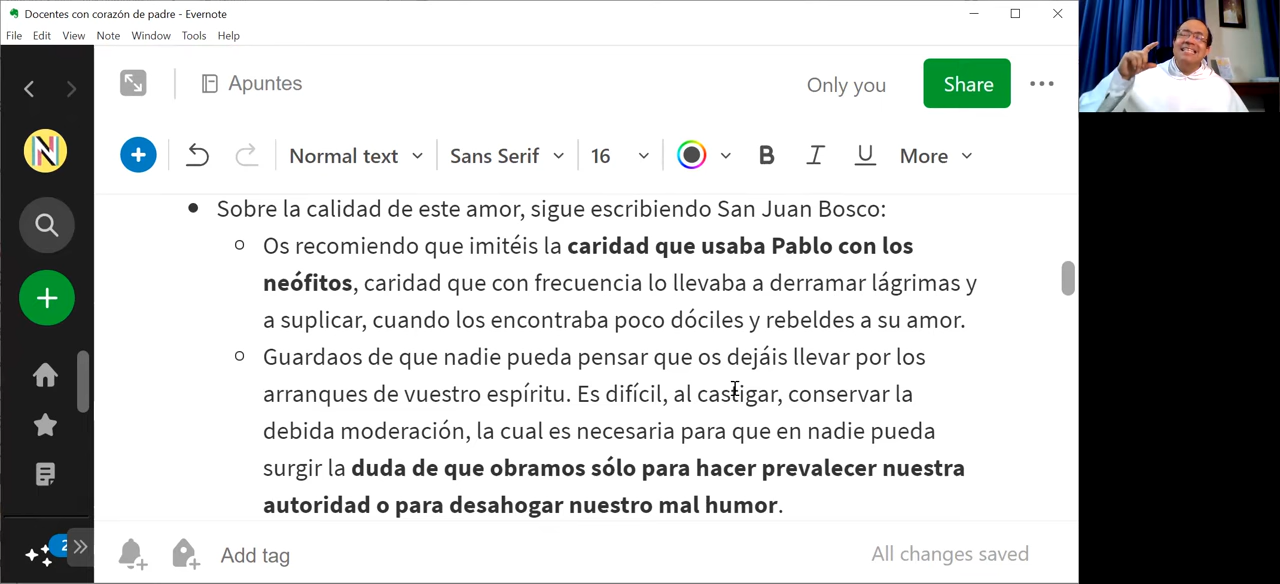 Docentes con corazón de padre - Evernote
File Edit View Note Window Tools Help
Apuntes
Only you
Share
Normal text
Sans Serif
16
B I U More
Sobre la calidad de este amor, sigue escribiendo San Juan Bosco:
Os recomiendo que imitéis la caridad que usaba Pablo con los
neófitos, caridad que con frecuencia lo llevaba a derramar lágrimas y
a suplicar, cuando los encontraba poco dóciles y rebeldes a su amor.
Guardaos de que nadie pueda pensar que os dejáis llevar por los
arranques de vuestro espíritu. Es difícil, al castigar, conservar la
debida moderación, la cual es necesaria para que en nadie pueda
surgir la duda de que obramos sólo para hacer prevalecer nuestra
autoridad o para desahogar nuestro mal humor.
2
Add tag
All changes saved